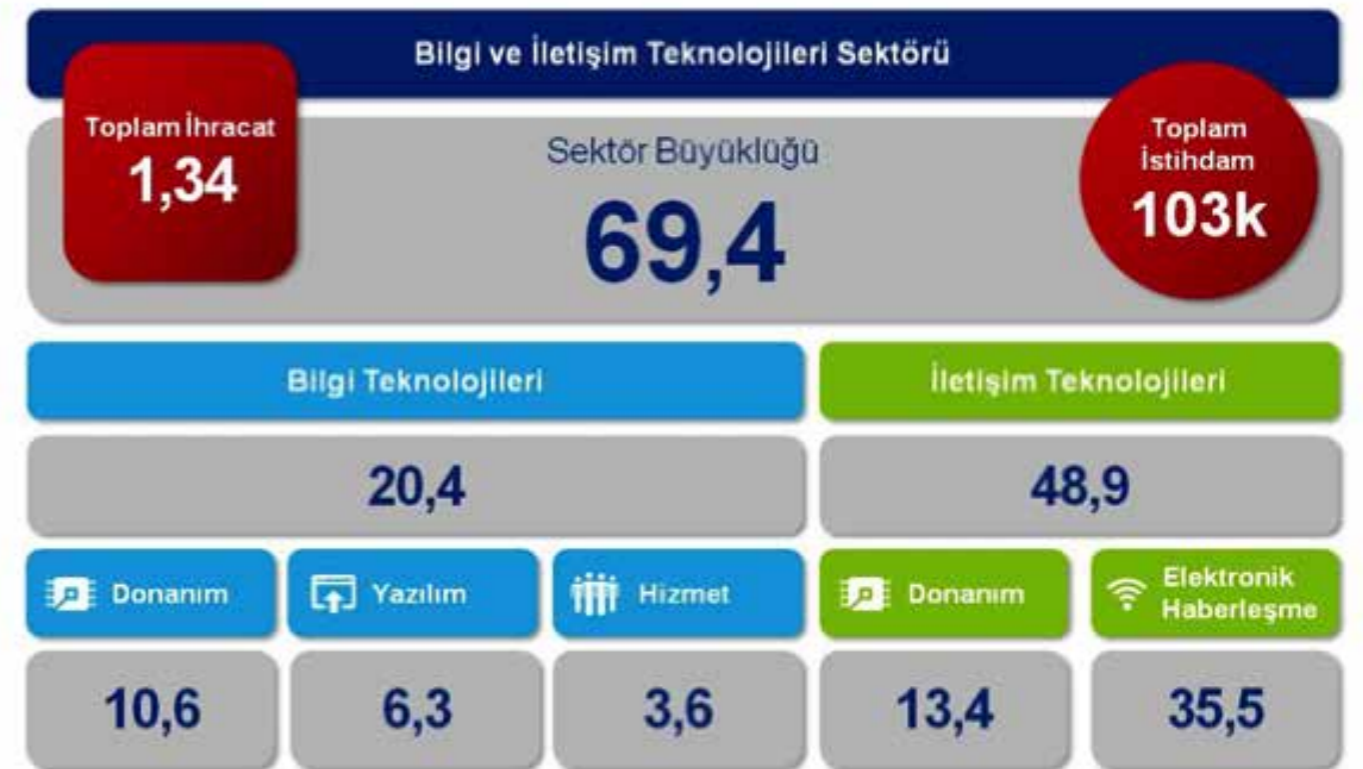 Bilgi ve İletişim Teknolojileri Sektörü
Toplam İhracat
1,34
Sektör Büyüklüğü
69,4
Toplam
İstihdam
103k
Bilgi Teknolojileri
İletişim Teknolojileri
20,4
48,9
Donanım
Yazılım
Hizmet
Donanım
Elektronik
Haberleşme
10,6
6,3
3,6
13,4
35,5